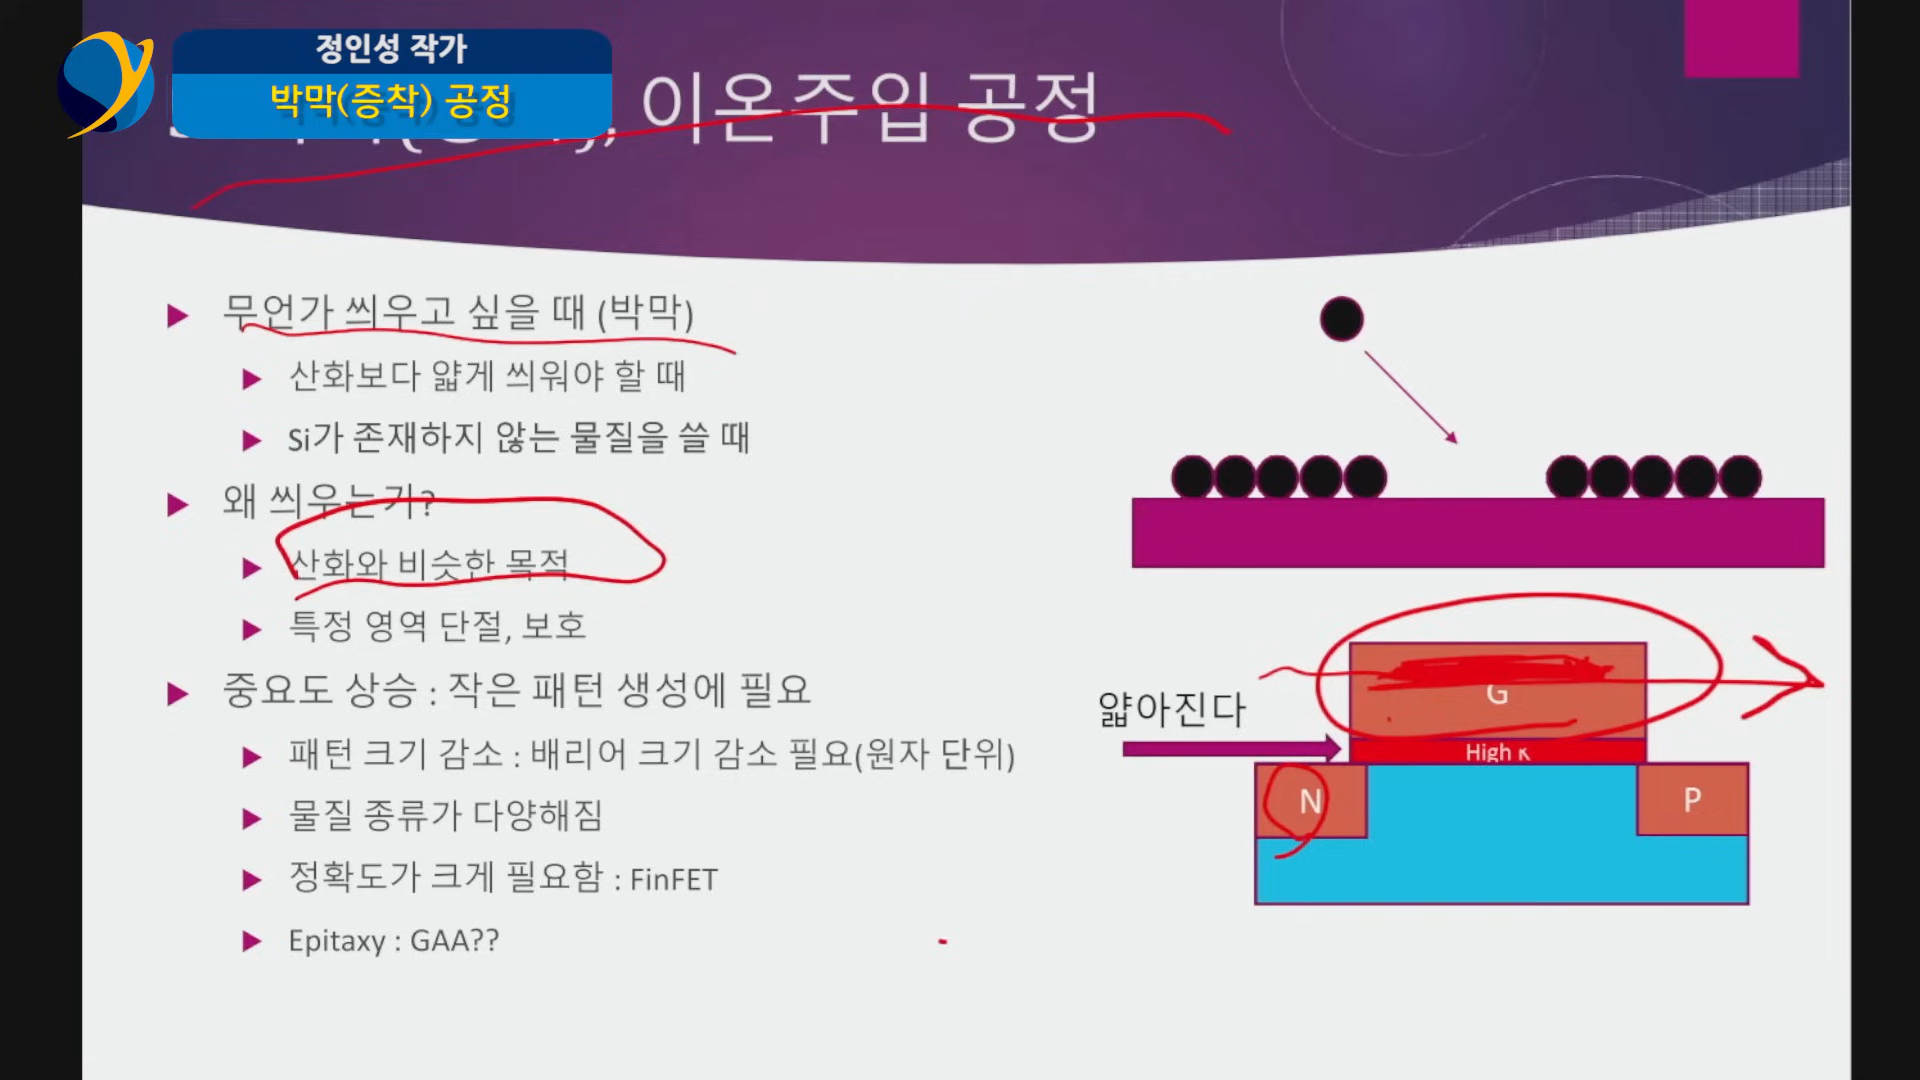 정인성 작가
박막(증착) 공정
이온주입 공정
무언가 씌우고 싶을 때 (박막)
산화보다 얇게 씌워야 할 때
Si가 존재하지 않는 물질을 쓸 때
왜 씌우는가?
산화와 비슷한 목적
특정 영역 단절, 보호
중요도 상승 : 작은 패턴 생성에 필요
패턴 크기 감소 : 배리어 크기 감소 필요(원자 단위)
물질 종류가 다양해짐
정확도가 크게 필요함 : FinFET
Epitaxy : GAA??
얇아진다
G
High κ
N
P